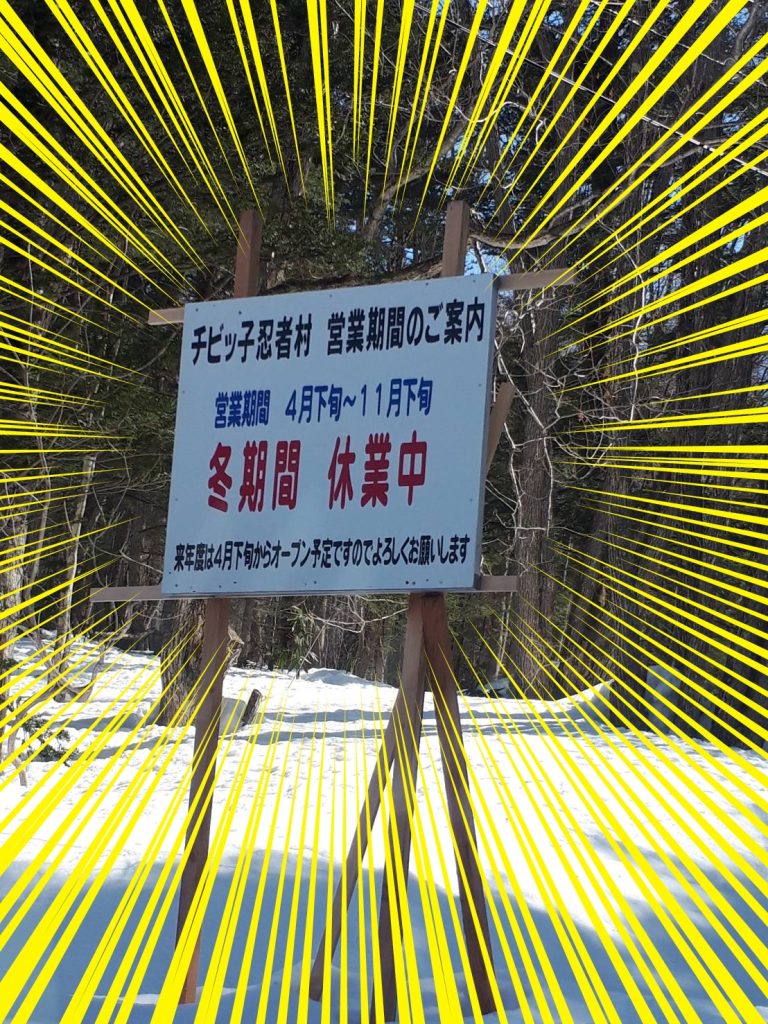 チビッ子忍者村 営業期間のご案内
営業期間 4月下旬～11月下旬
冬期間 休業中
来年度は4月下旬からオープン予定ですのでよろしくお願いします